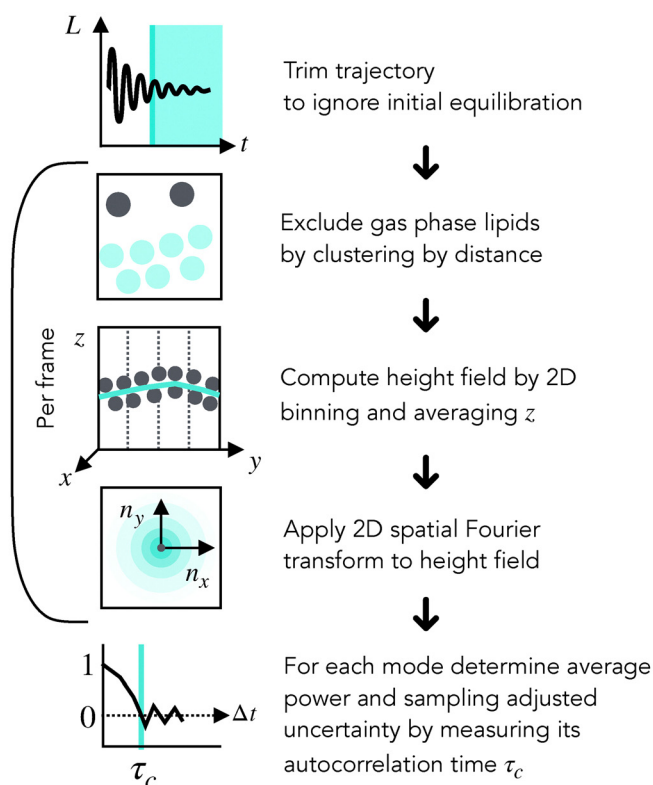 L
t
Trim trajectory
to ignore initial equilibration
Exclude gas phase lipids
by clustering by distance
Per frame
z
x
y
Compute height field by 2D
binning and averaging z
n_y
n_x
Apply 2D spatial Fourier
transform to height field
1
0
Δt
τ_c
For each mode determine average
power and sampling adjusted
uncertainty by measuring its
autocorrelation time τ_c